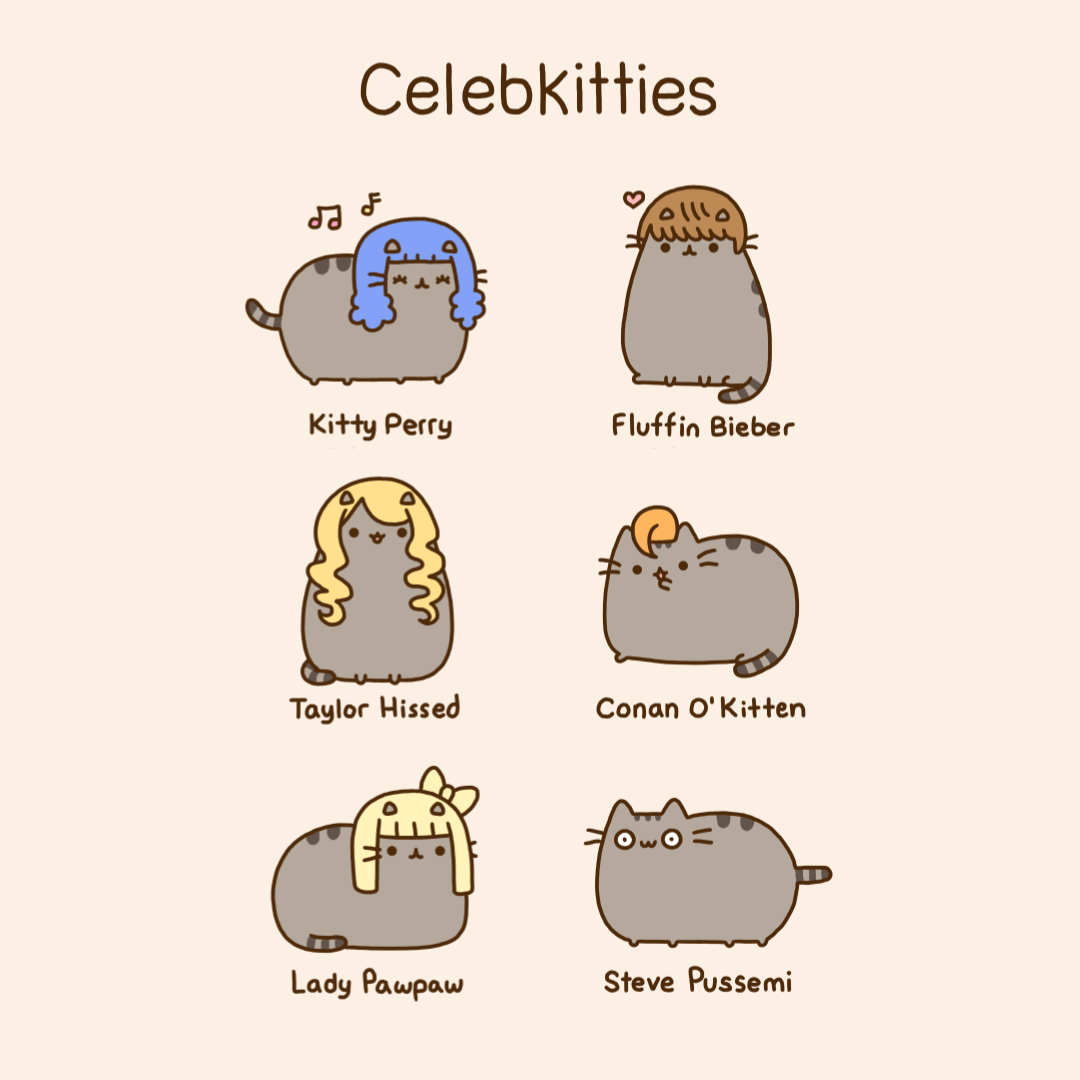 Celebkitties
Kitty Perry
Fluffin Bieber
Taylor Hissed
Conan O'Kitten
Lady Pawpaw
Steve Pussemi